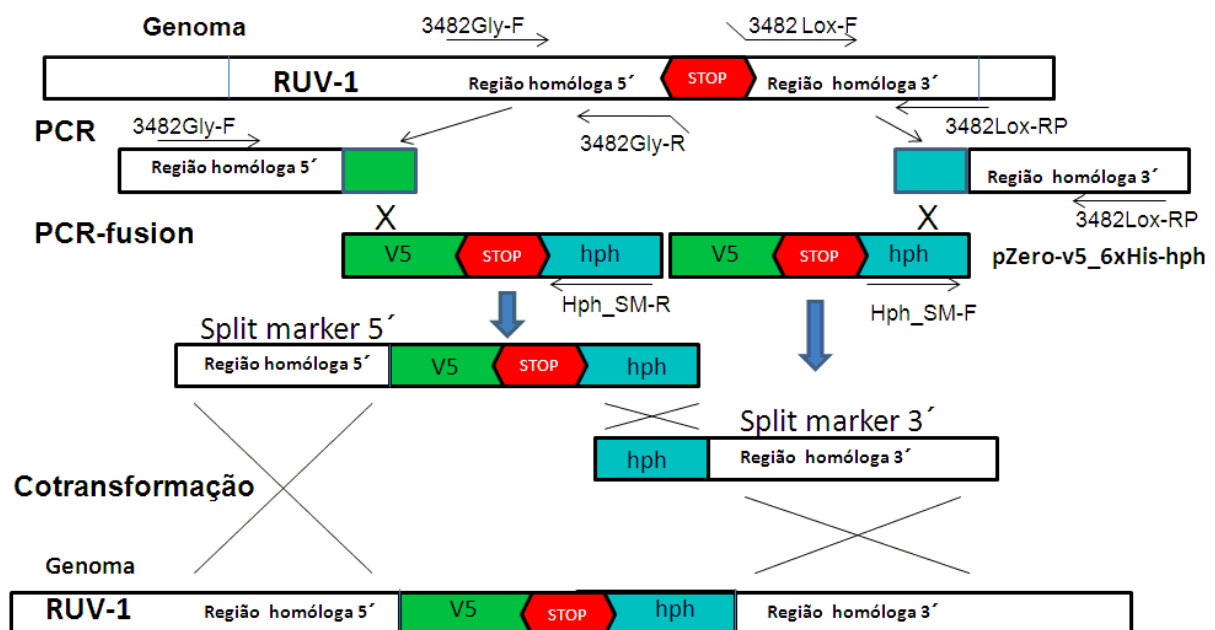 Genoma
3482Gly-F
3482 Lox-F
RUV-1
Região homóloga 5´
STOP
Região homóloga 3´
PCR
3482Gly-F
3482Gly-R
3482Lox-RP
Região homóloga 5´
Região homóloga 3´
3482Lox-RP
X
X
PCR-fusion
V5
STOP
hph
V5
STOP
hph
pZero-v5_6xHis-hph
Hph_SM-R
Hph_SM-F
Split marker 5´
Região homóloga 5´
V5
STOP
hph
Split marker 3´
hph
Região homóloga 3´
Cotransformação
Genoma
RUV-1
Região homóloga 5´
V5
STOP
hph
Região homóloga 3´